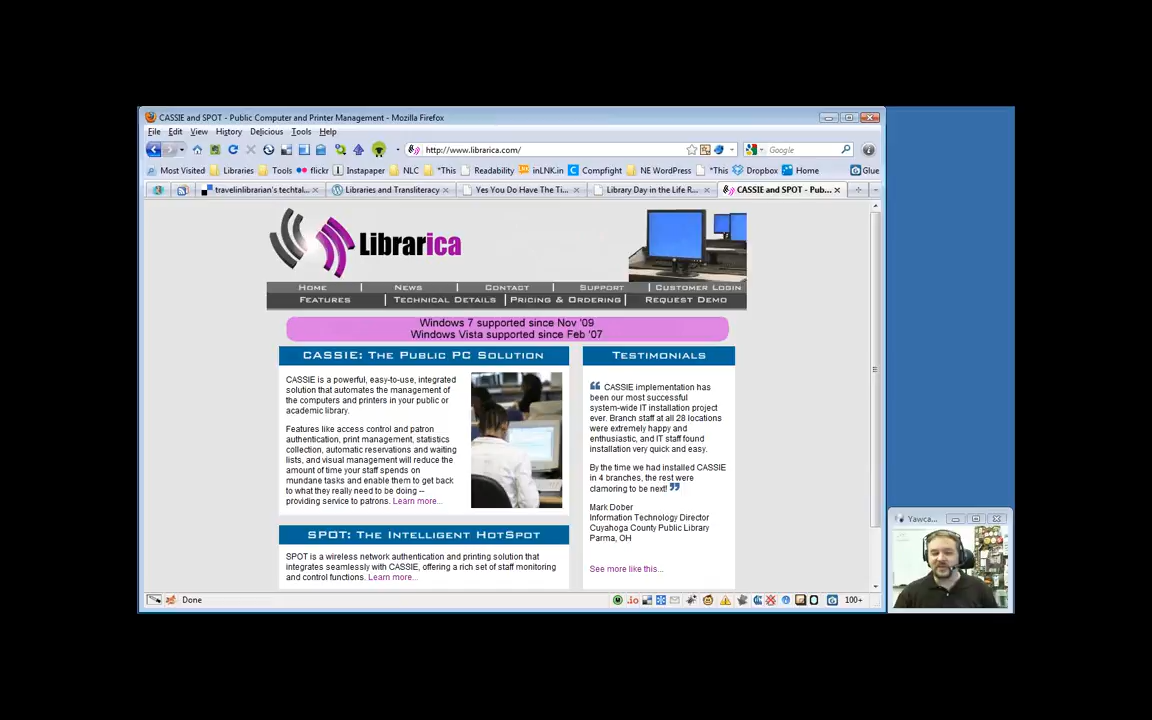 CASSIE and SPOT - Public Computer and Printer Management - Mozilla Firefox
File Edit View History Delicious Tools Help
http://www.librarica.com/
Google
Most Visited Libraries Tools flickr Instapaper NLC *This Readability inLNK.in Compfight NE WordPress *This Dropbox Home Glue
travelinlibrarian's techtal... Libraries and Transliteracy Yes You Do Have The Ti... Library Day in the Life R... CASSIE and SPOT - Pub...
Librarica
HOME | NEWS | CONTACT | SUPPORT | CUSTOMER LOGIN
FEATURES | TECHNICAL DETAILS | PRICING & ORDERING | REQUEST DEMO
Windows 7 supported since Nov '09
Windows Vista supported since Feb '07
CASSIE: THE PUBLIC PC SOLUTION
CASSIE is a powerful, easy-to-use, integrated
solution that automates the management of
the computers and printers in your public or
academic library.
Features like access control and patron
authentication, print management, statistics
collection, automatic reservations and waiting
lists, and visual management will reduce the
amount of time your staff spends on
mundane tasks and enable them to get back
to what they really need to be doing --
providing service to patrons. Learn more...
SPOT: THE INTELLIGENT HOTSPOT
SPOT is a wireless network authentication and printing solution that
integrates seamlessly with CASSIE, offering a rich set of staff monitoring
and control functions. Learn more...
TESTIMONIALS
“ CASSIE implementation has
been our most successful
system-wide IT installation project
ever. Branch staff at all 28 locations
were extremely happy and
enthusiastic, and IT staff found
installation very quick and easy.
By the time we had installed CASSIE
in 4 branches, the rest were
clamoring to be next! ”
Mark Dober
Information Technology Director
Cuyahoga County Public Library
Parma, OH
See more like this...
Yawca...
Done
.io
100+